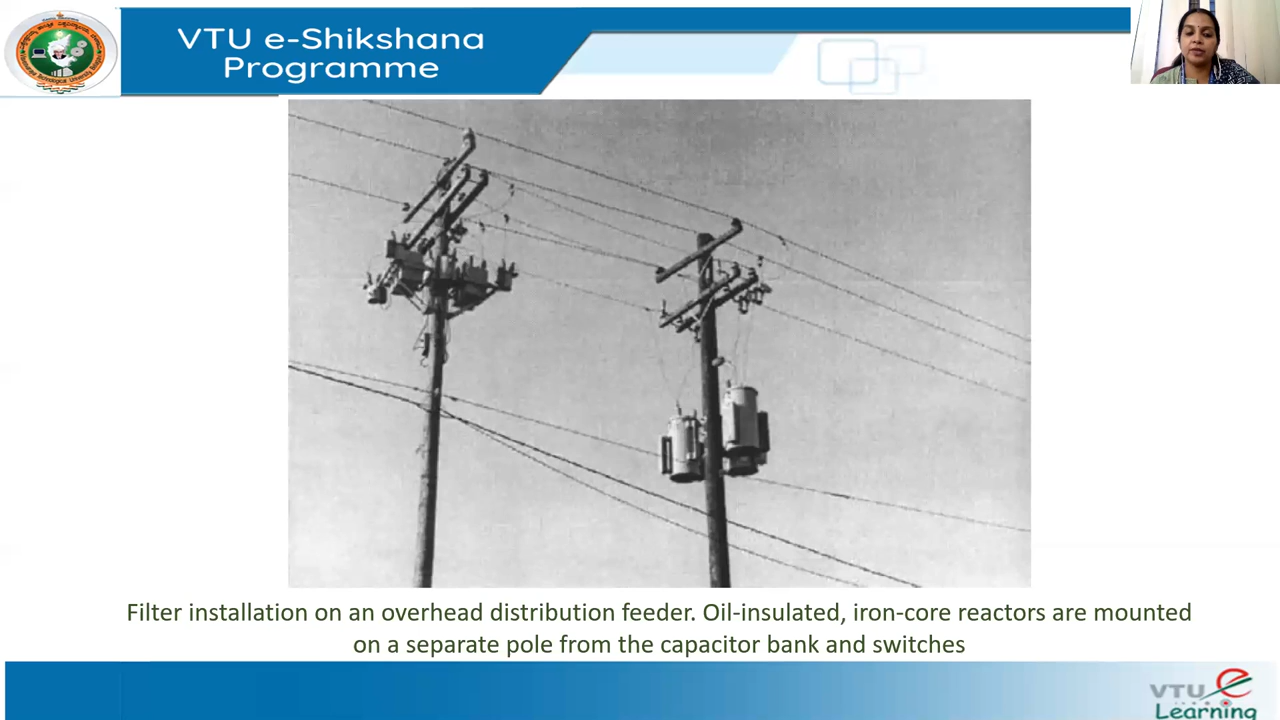 VTU e-Shikshana
Programme
Filter installation on an overhead distribution feeder. Oil-insulated, iron-core reactors are mounted
on a separate pole from the capacitor bank and switches
VTU
Learning